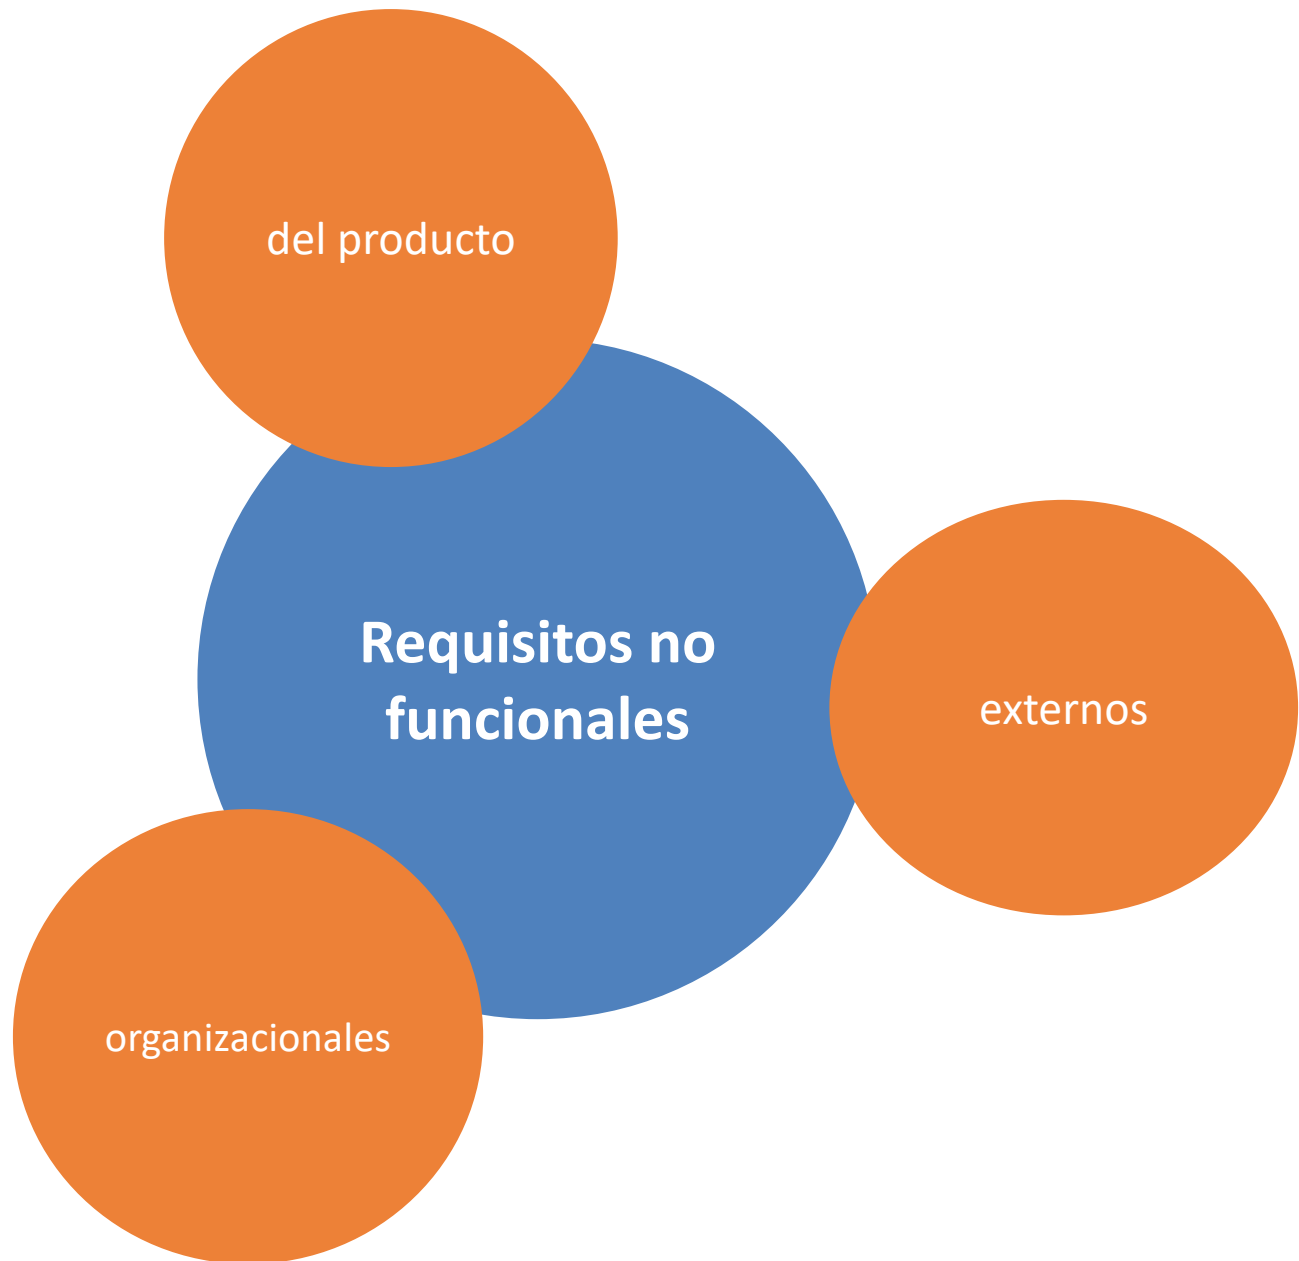 del producto
Requisitos no
funcionales
externos
organizacionales